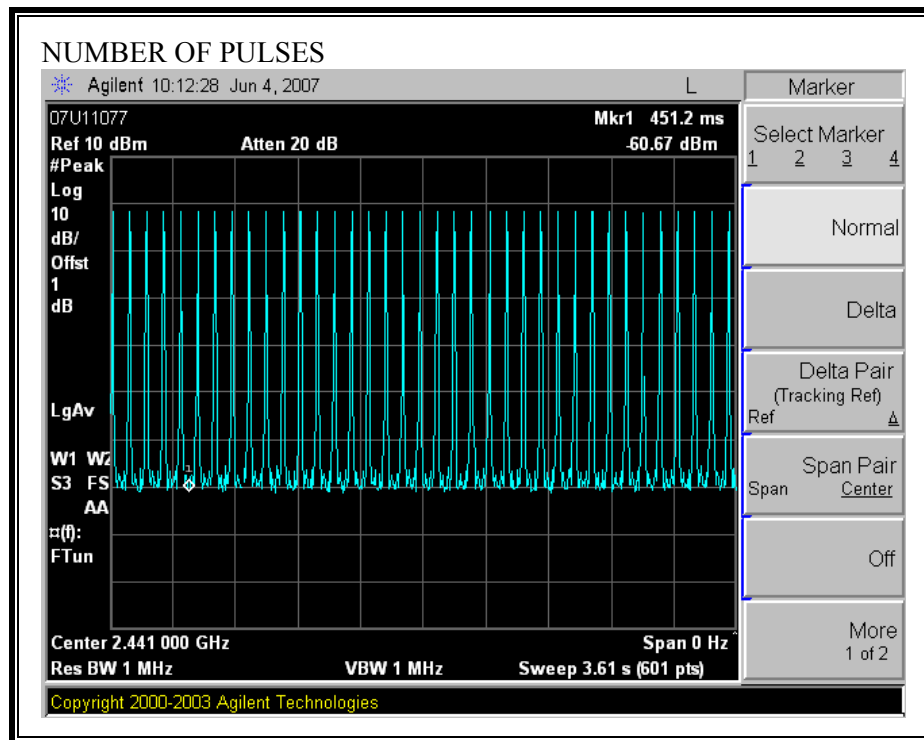 NUMBER OF PULSES
Agilent 10:12:28 Jun 4, 2007 L
07U11077 Mkr1 451.2 ms
Ref 10 dBm Atten 20 dB -60.67 dBm
#Peak
Log
10
dB/
Offst
1
dB
LgAv
W1 W2
S3 FS
AA
¤(f):
FTun
1
Center 2.441 000 GHz Span 0 Hz^
Res BW 1 MHz VBW 1 MHz Sweep 3.61 s (601 pts)
Copyright 2000-2003 Agilent Technologies
Marker
Select Marker
1 2 3 4
Normal
Delta
Delta Pair
(Tracking Ref)
Ref Δ
Span Pair
Span Center
Off
More
1 of 2